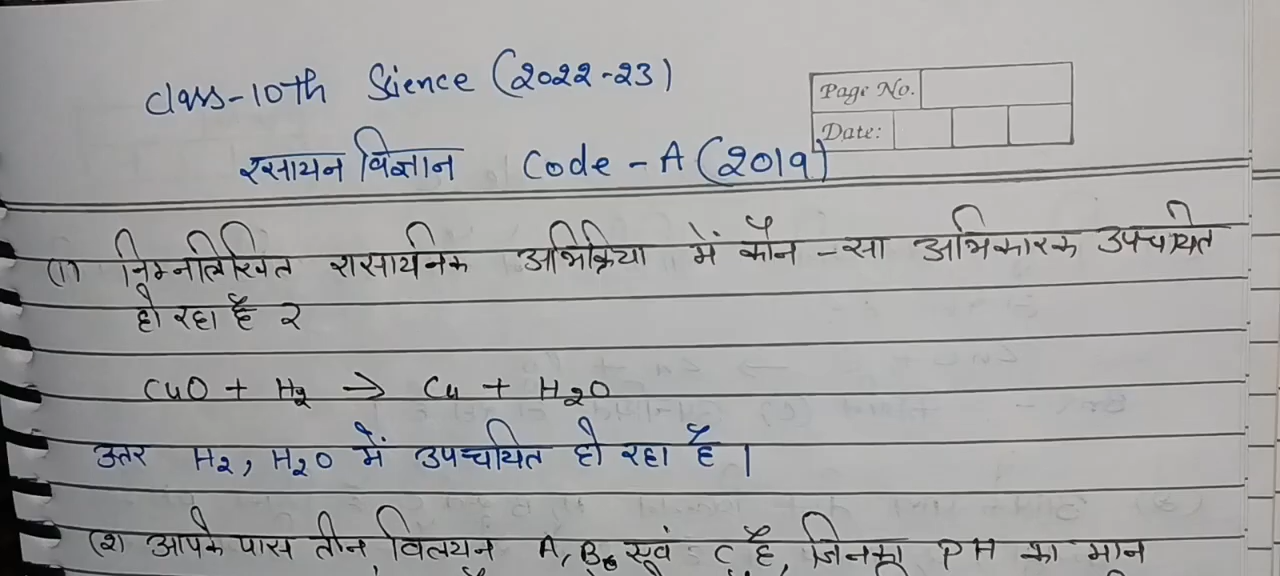 Class-10th Science (2022-23)
Page No.
Date:
रसायन विज्ञान Code-A (2019)
(1) निम्नलिखित रासायनिक अभिक्रिया में कौन-सा अभिकारक उपचयित
हो रहा है ?
CuO + H2 → Cu + H2O
उत्तर H2, H2O में उपचयित हो रहा है।
(2) आपके पास तीन विलयन A, B एवं C है, जिनका PH का मान